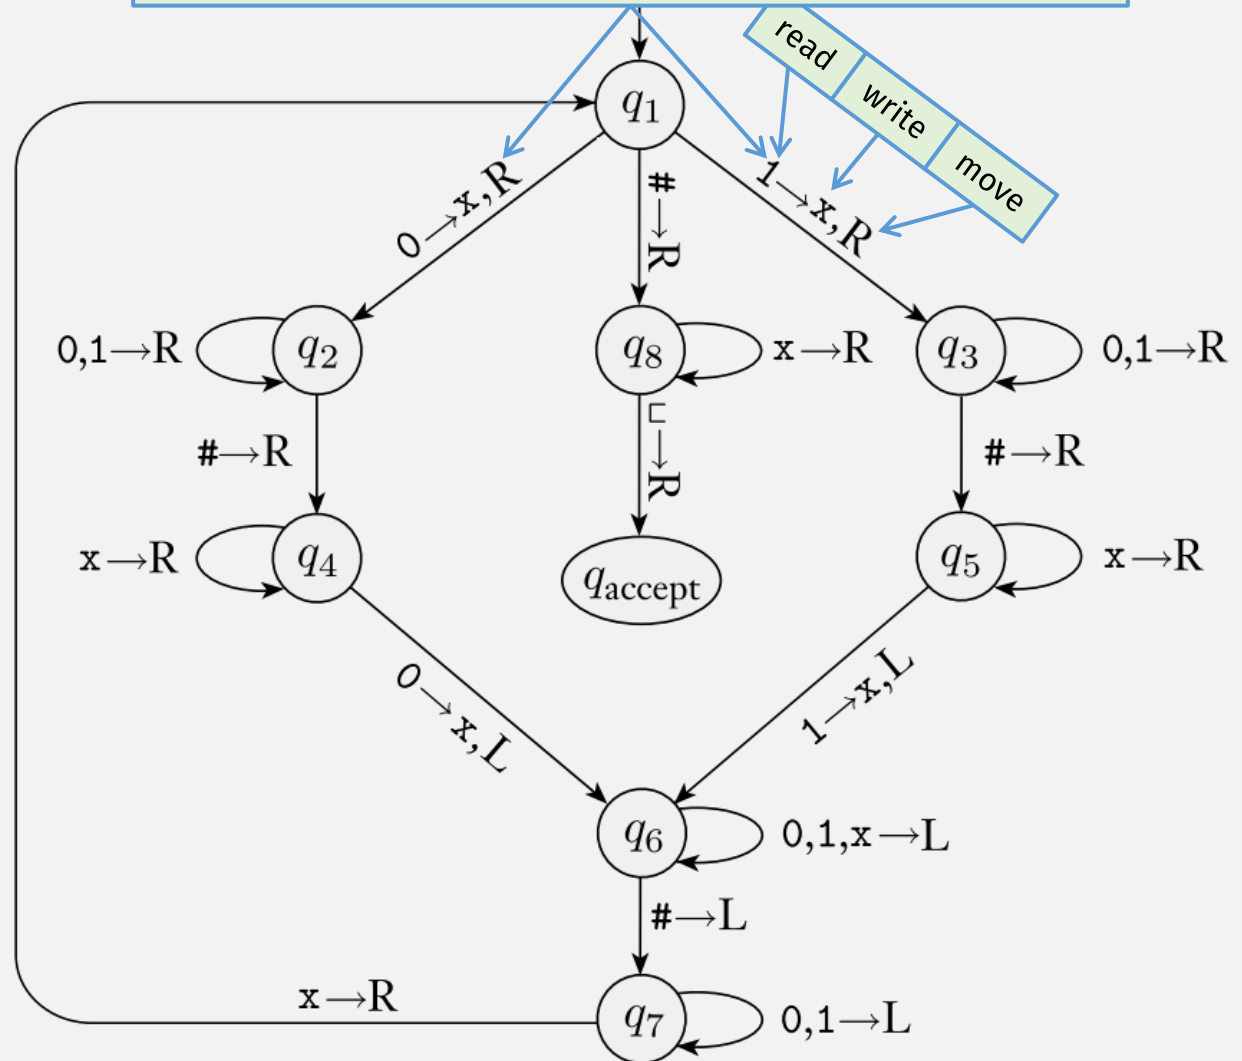 read
write
move
q1
0→x,R
#→R
1→x,R
0,1→R
q2
q8
x→R
q3
0,1→R
#→R
⊔→R
#→R
x→R
q4
qaccept
q5
x→R
0→x,L
1→x,L
q6
0,1,x→L
#→L
x→R
q7
0,1→L